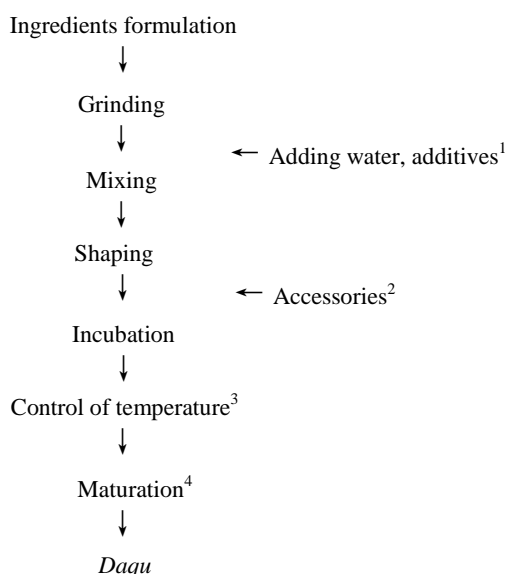 Ingredients formulation
Grinding
Adding water, additives¹
Mixing
Shaping
Accessories²
Incubation
Control of temperature³
Maturation⁴
Daqu